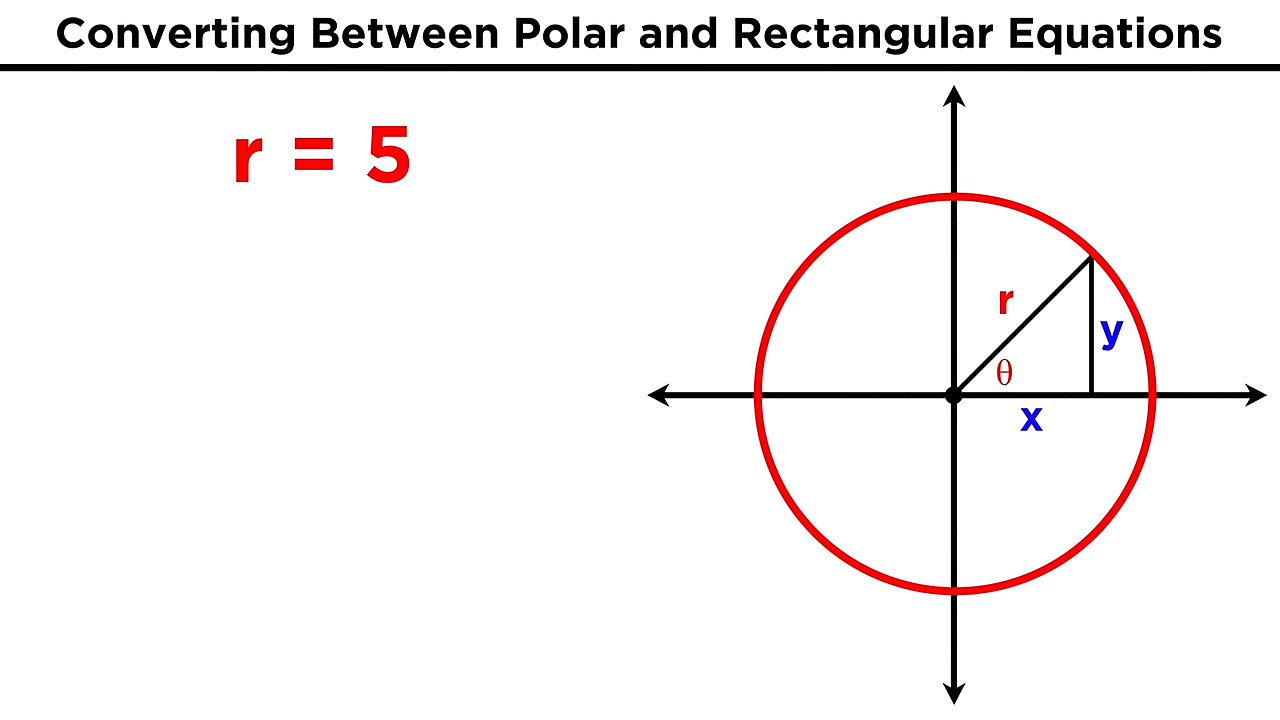 Converting Between Polar and Rectangular Equations
r = 5
r
y
θ
x